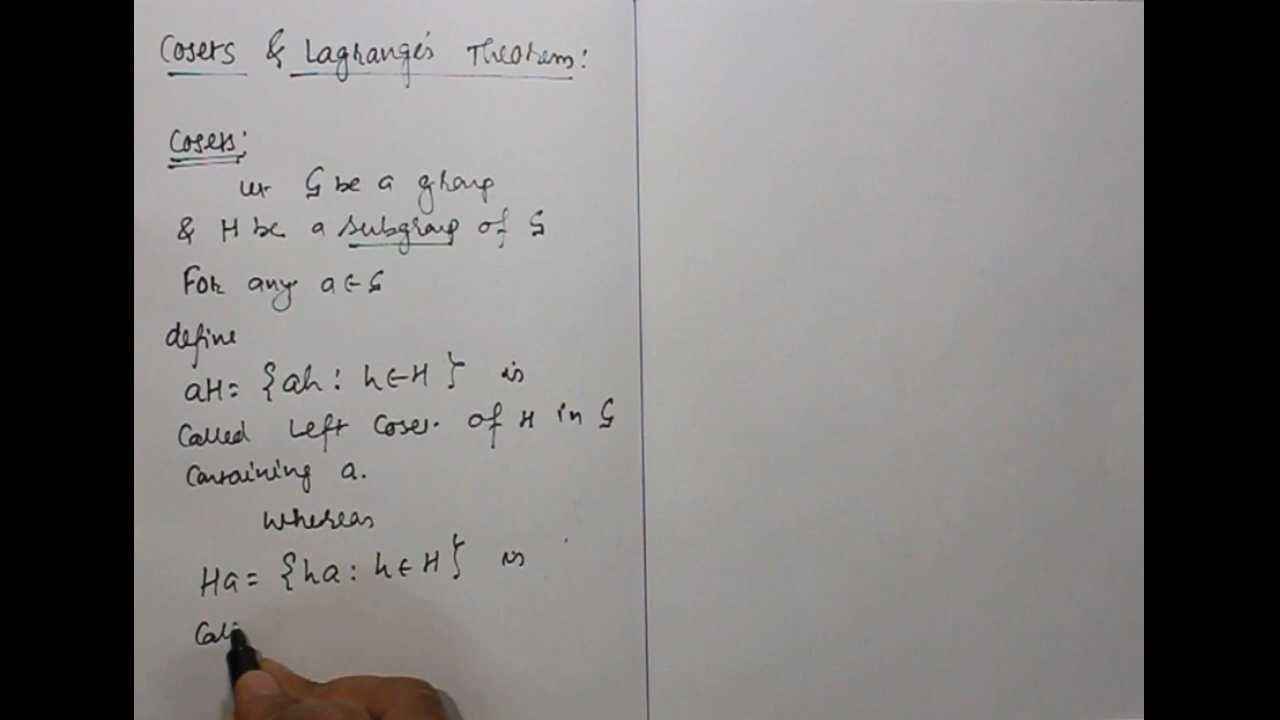 Cosets & Lagrange's Theorem:
Cosets:
Let G be a group
& H be a subgroup of G
For any a ∈ G
define
aH = {ah : h ∈ H} is
Called Left Coset of H in G
Containing a.
Whereas
Ha = {ha : h ∈ H} is
Call